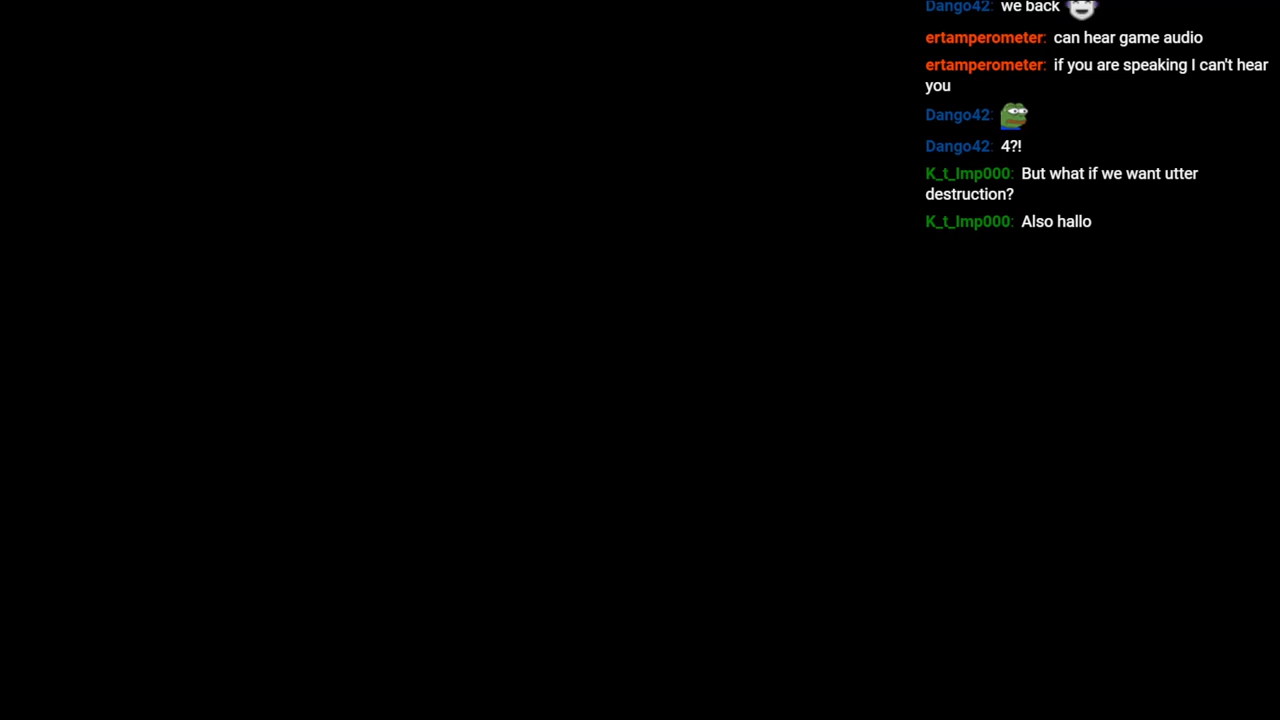 Dango42: we back
ertamperometer: can hear game audio
ertamperometer: if you are speaking I can't hear
you
Dango42:
Dango42: 4?!
K_t_Imp000: But what if we want utter
destruction?
K_t_Imp000: Also hallo